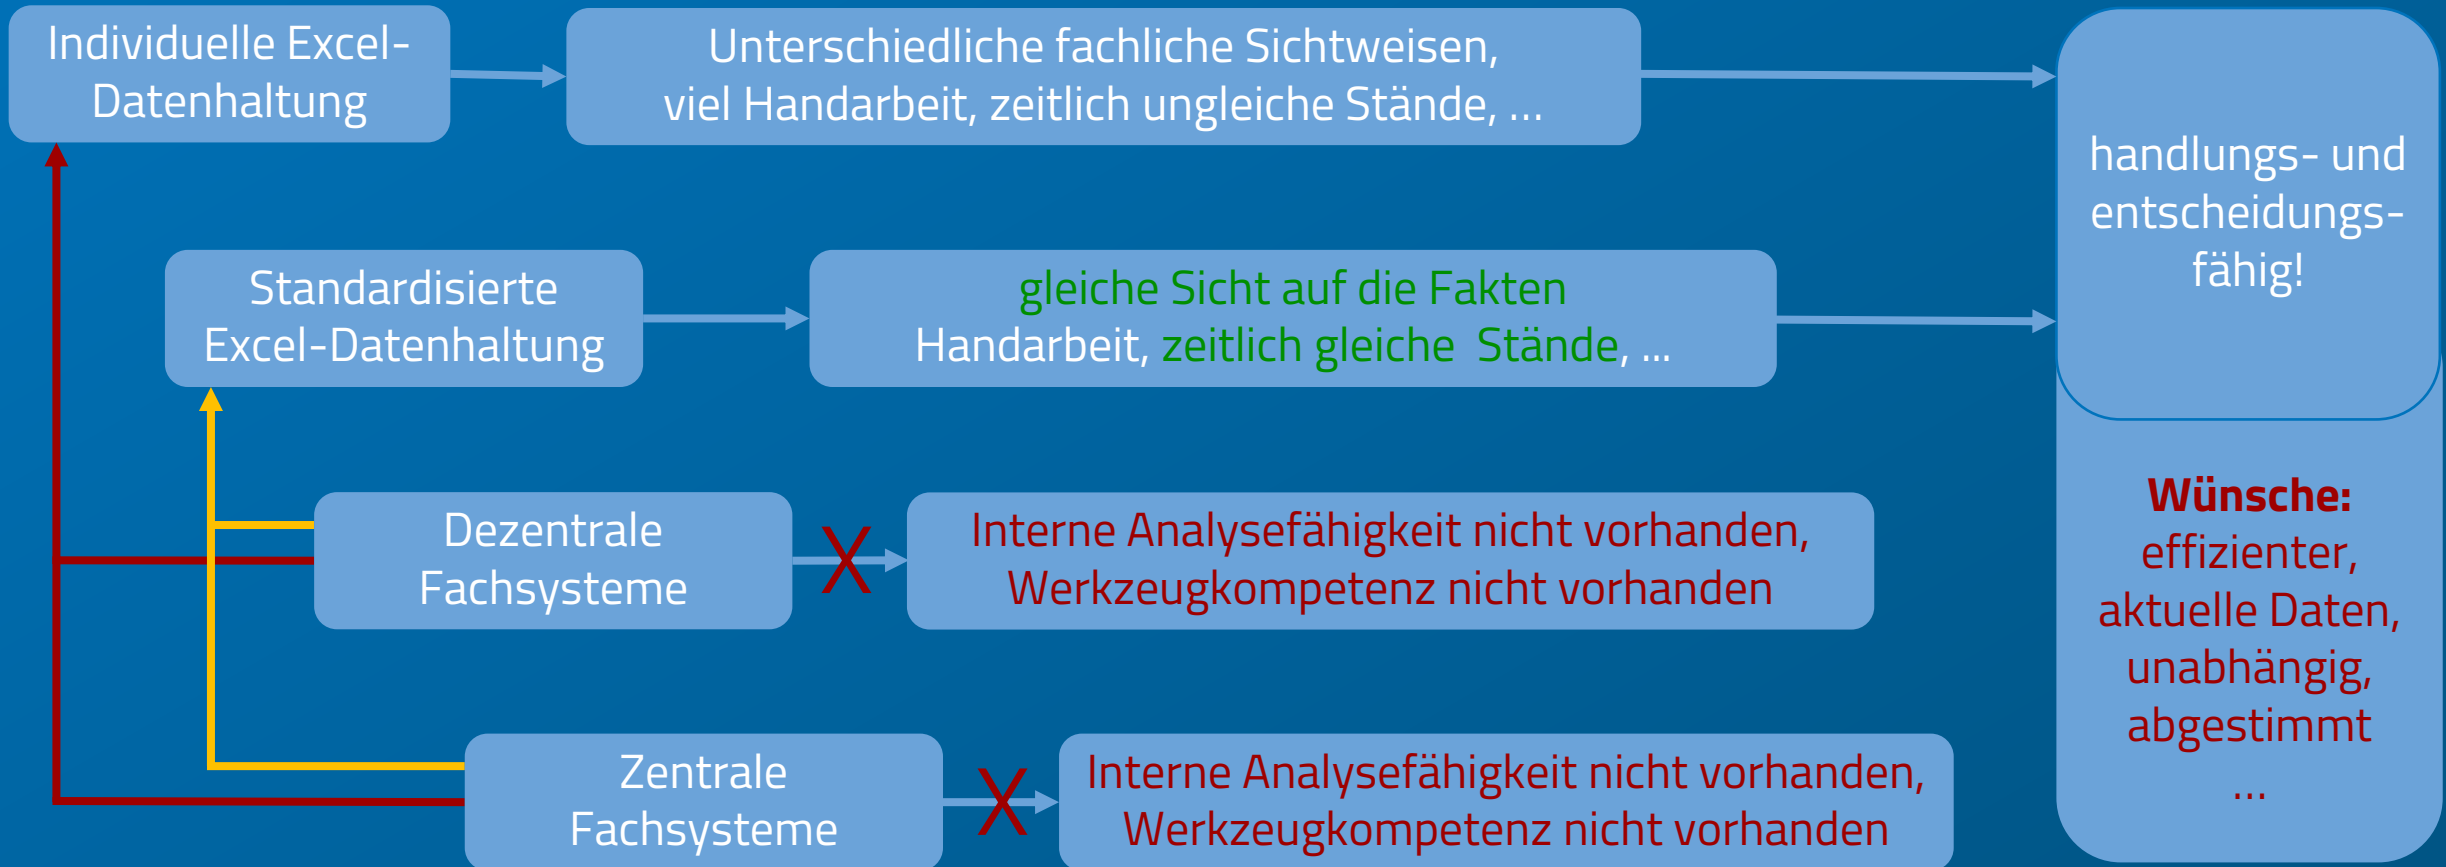 Individuelle Excel-
Datenhaltung
Unterschiedliche fachliche Sichtweisen,
viel Handarbeit, zeitlich ungleiche Stände, ...
handlungs- und
entscheidungs-
fähig!
Standardisierte
Excel-Datenhaltung
gleiche Sicht auf die Fakten
Handarbeit, zeitlich gleiche Stände, ...
Dezentrale
Fachsysteme
X
Interne Analysefähigkeit nicht vorhanden,
Werkzeugkompetenz nicht vorhanden
Wünsche:
effizienter,
aktuelle Daten,
unabhängig,
abgestimmt
...
Zentrale
Fachsysteme
X
Interne Analysefähigkeit nicht vorhanden,
Werkzeugkompetenz nicht vorhanden